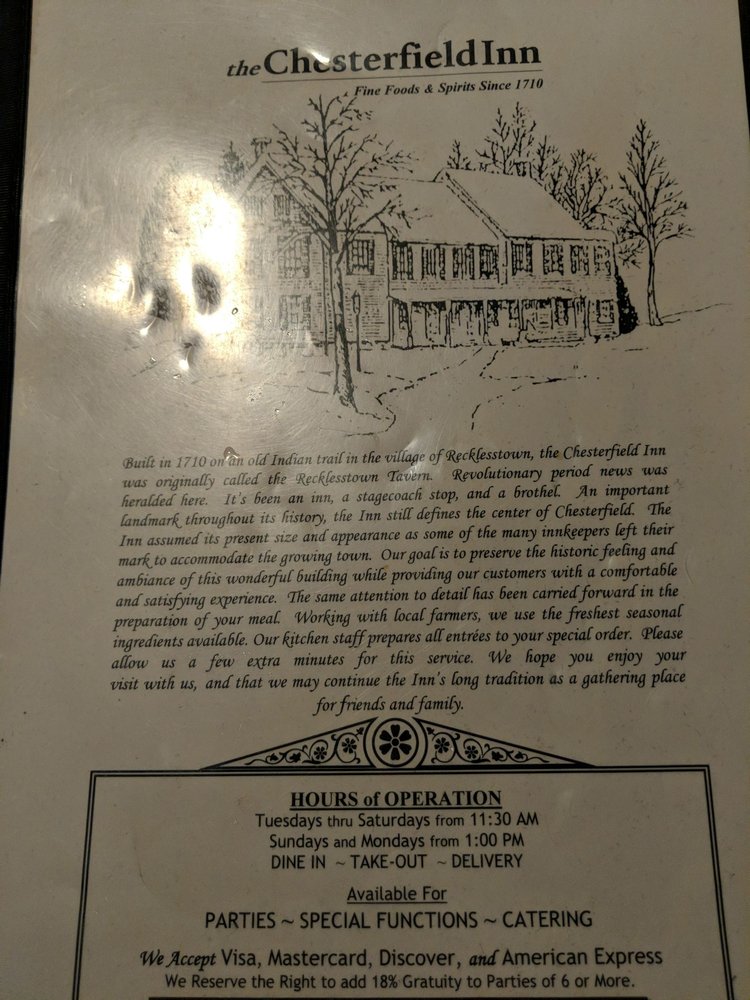 the Chesterfield Inn
Fine Foods & Spirits Since 1710
Built in 1710 on an old Indian trail in the village of Recklesstown, the Chesterfield Inn
was originally called the Recklesstown Tavern. Revolutionary period news was
heralded here. It's been an inn, a stagecoach stop, and a brothel. An important
landmark throughout its history, the Inn still defines the center of Chesterfield. The
Inn assumed its present size and appearance as some of the many innkeepers left their
mark to accommodate the growing town. Our goal is to preserve the historic feeling and
ambiance of this wonderful building while providing our customers with a comfortable
and satisfying experience. The same attention to detail has been carried forward in the
preparation of your meal. Working with local farmers, we use the freshest seasonal
ingredients available. Our kitchen staff prepares all entrées to your special order. Please
allow us a few extra minutes for this service. We hope you enjoy your
visit with us, and that we may continue the Inn's long tradition as a gathering place
for friends and family.
HOURS of OPERATION
Tuesdays thru Saturdays from 11:30 AM
Sundays and Mondays from 1:00 PM
DINE IN ~ TAKE-OUT ~ DELIVERY
Available For
PARTIES ~ SPECIAL FUNCTIONS ~ CATERING
We Accept Visa, Mastercard, Discover, and American Express
We Reserve the Right to add 18% Gratuity to Parties of 6 or More.